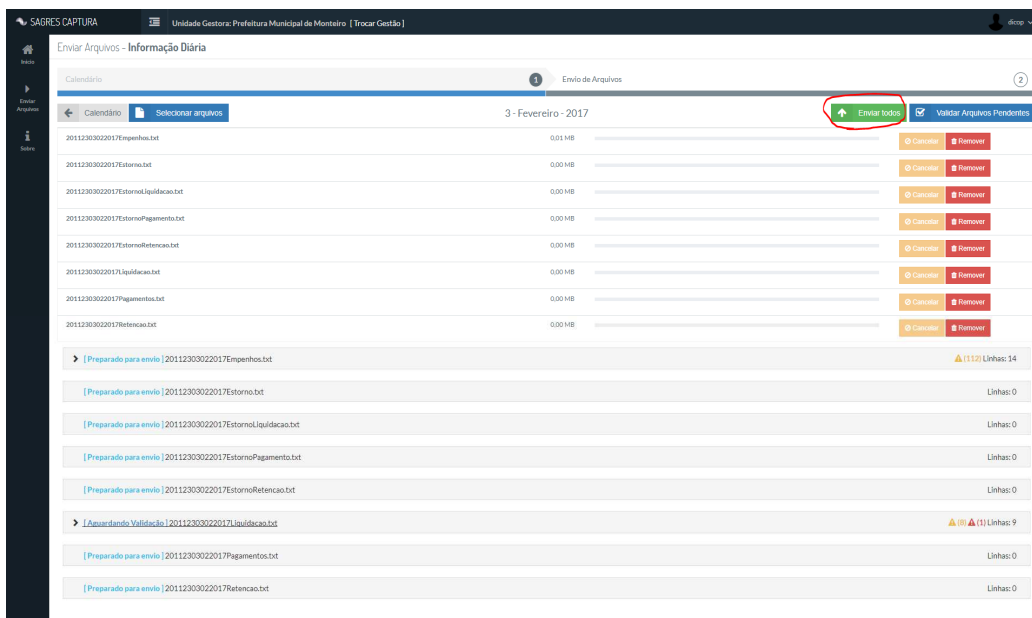 SAGRES CAPTURA
Unidade Gestora: Prefeitura Municipal de Monteiro [ Trocar Gestão ]
dicop
Início
Enviar Arquivos
Sobre
Enviar Arquivos - Informação Diária
Calendário 1 Envio de Arquivos 2
Calendário Selecionar arquivos 3 - Fevereiro - 2017 Enviar todos Validar Arquivos Pendentes
20112303022017Empenhos.txt 0,01 MB Cancelar Remover
20112303022017Estorno.txt 0,00 MB Cancelar Remover
20112303022017EstornoLiquidacao.txt 0,00 MB Cancelar Remover
20112303022017EstornoPagamento.txt 0,00 MB Cancelar Remover
20112303022017EstornoRetencao.txt 0,00 MB Cancelar Remover
20112303022017Liquidacao.txt 0,00 MB Cancelar Remover
20112303022017Pagamentos.txt 0,00 MB Cancelar Remover
20112303022017Retencao.txt 0,00 MB Cancelar Remover
[ Preparado para envio ] 20112303022017Empenhos.txt (112) Linhas: 14
[ Preparado para envio ] 20112303022017Estorno.txt Linhas: 0
[ Preparado para envio ] 20112303022017EstornoLiquidacao.txt Linhas: 0
[ Preparado para envio ] 20112303022017EstornoPagamento.txt Linhas: 0
[ Preparado para envio ] 20112303022017EstornoRetencao.txt Linhas: 0
[ Aguardando Validação ] 20112303022017Liquidacao.txt (8) (1) Linhas: 9
[ Preparado para envio ] 20112303022017Pagamentos.txt Linhas: 0
[ Preparado para envio ] 20112303022017Retencao.txt Linhas: 0